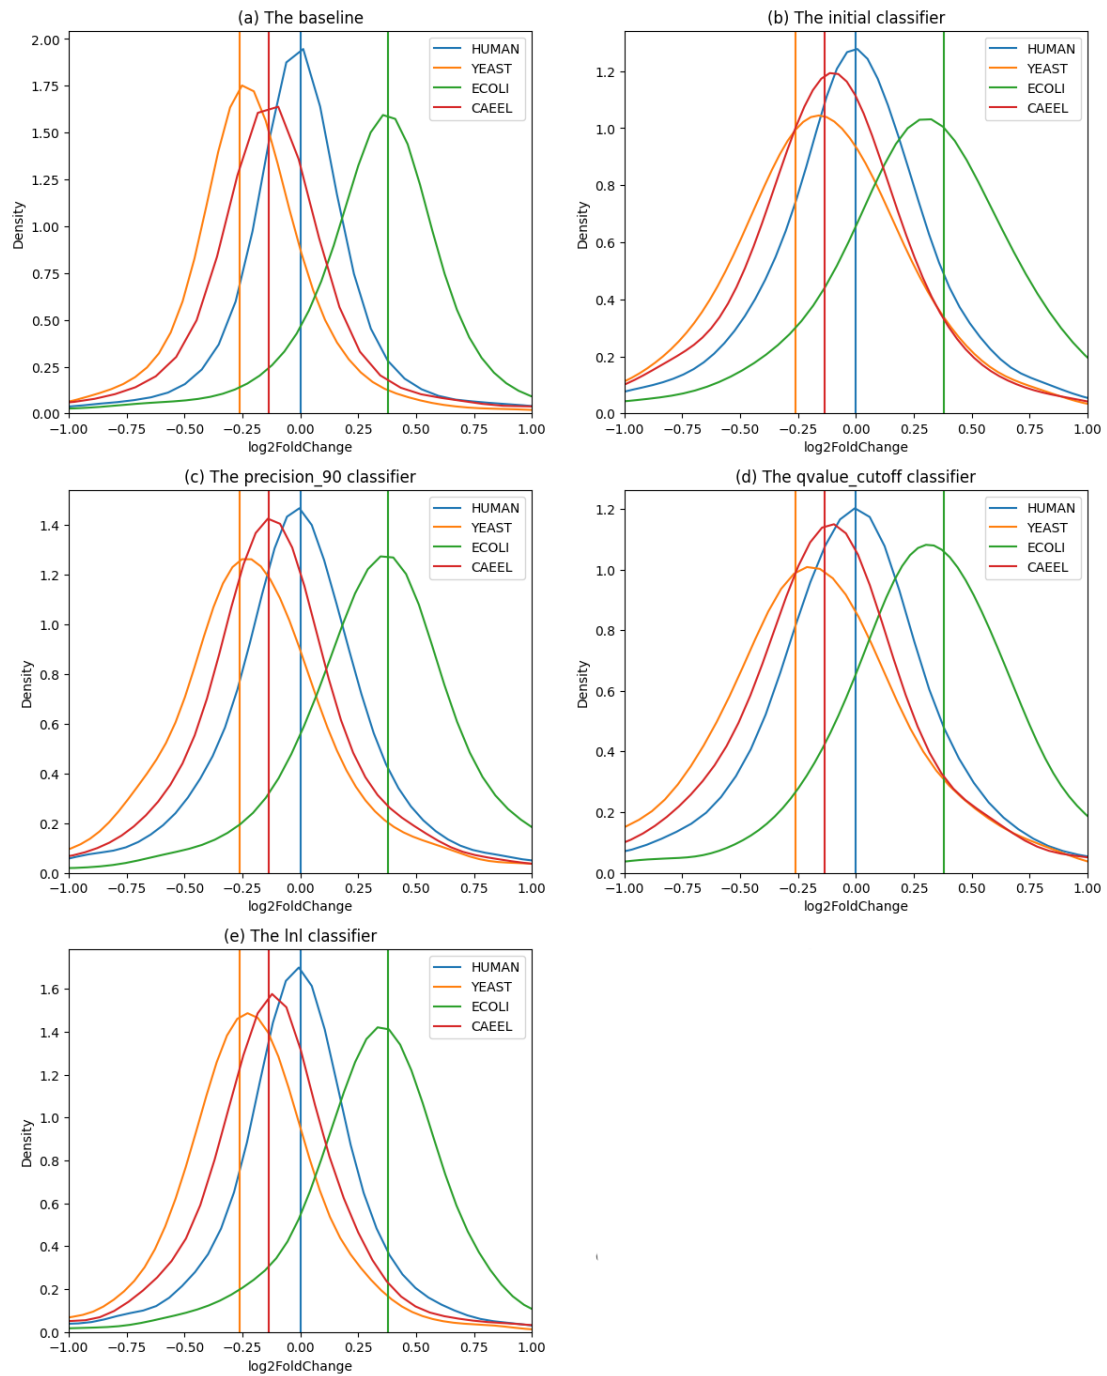 (a) The baseline
2.00
1.75
1.50
1.25
1.00
0.75
0.50
0.25
0.00
Density
HUMAN
YEAST
ECOLI
CAEEL
−1.00 −0.75 −0.50 −0.25 0.00 0.25 0.50 0.75 1.00
log2FoldChange
(b) The initial classifier
1.2
1.0
0.8
0.6
0.4
0.2
0.0
Density
HUMAN
YEAST
ECOLI
CAEEL
−1.00 −0.75 −0.50 −0.25 0.00 0.25 0.50 0.75 1.00
log2FoldChange
(c) The precision_90 classifier
1.4
1.2
1.0
0.8
0.6
0.4
0.2
0.0
Density
HUMAN
YEAST
ECOLI
CAEEL
−1.00 −0.75 −0.50 −0.25 0.00 0.25 0.50 0.75 1.00
log2FoldChange
(d) The qvalue_cutoff classifier
1.2
1.0
0.8
0.6
0.4
0.2
0.0
Density
HUMAN
YEAST
ECOLI
CAEEL
−1.00 −0.75 −0.50 −0.25 0.00 0.25 0.50 0.75 1.00
log2FoldChange
(e) The lnl classifier
1.6
1.4
1.2
1.0
0.8
0.6
0.4
0.2
0.0
Density
HUMAN
YEAST
ECOLI
CAEEL
−1.00 −0.75 −0.50 −0.25 0.00 0.25 0.50 0.75 1.00
log2FoldChange